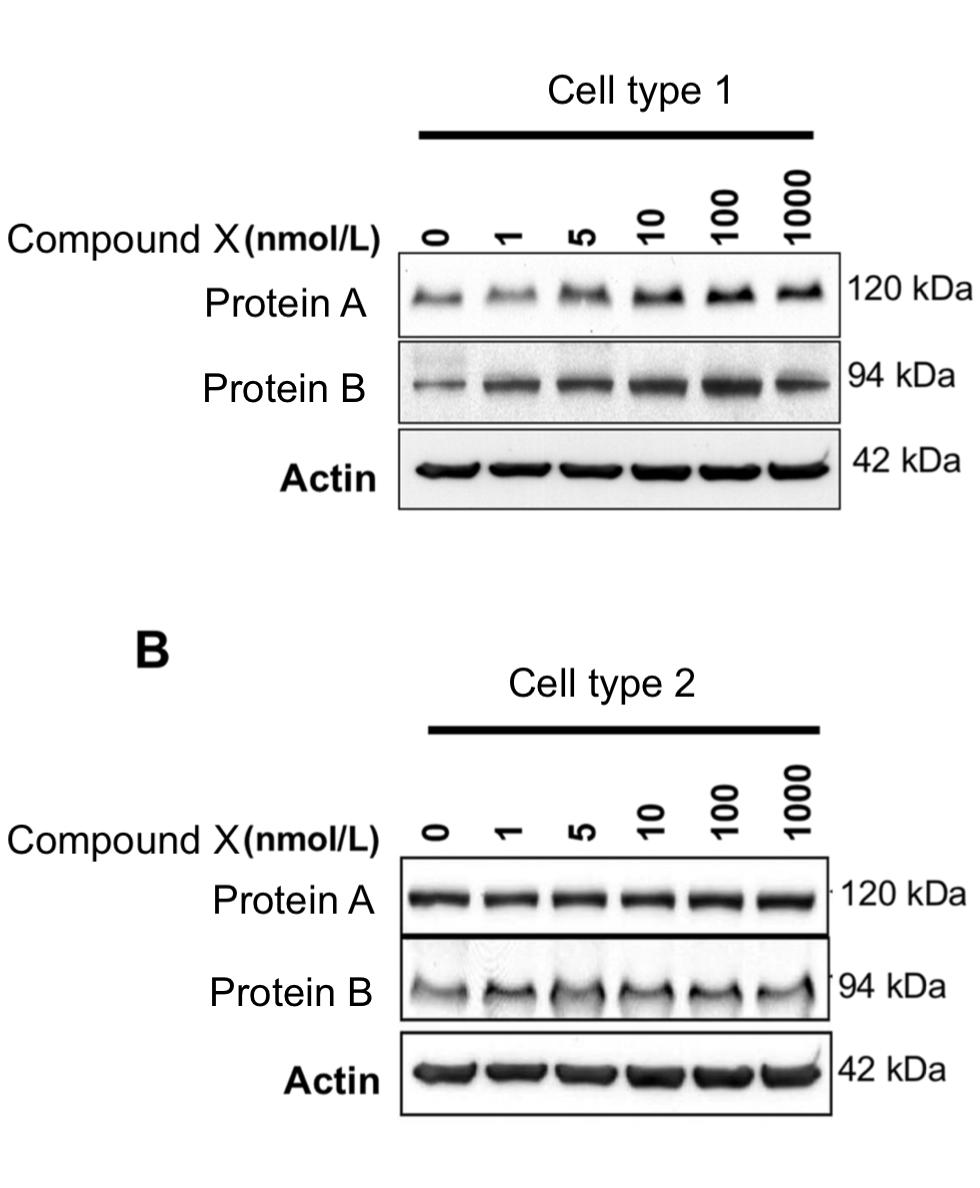 Cell type 1
Compound X (nmol/L) 0 1 5 10 100 1000
Protein A 120 kDa
Protein B 94 kDa
Actin 42 kDa
B
Cell type 2
Compound X (nmol/L) 0 1 5 10 100 1000
Protein A 120 kDa
Protein B 94 kDa
Actin 42 kDa